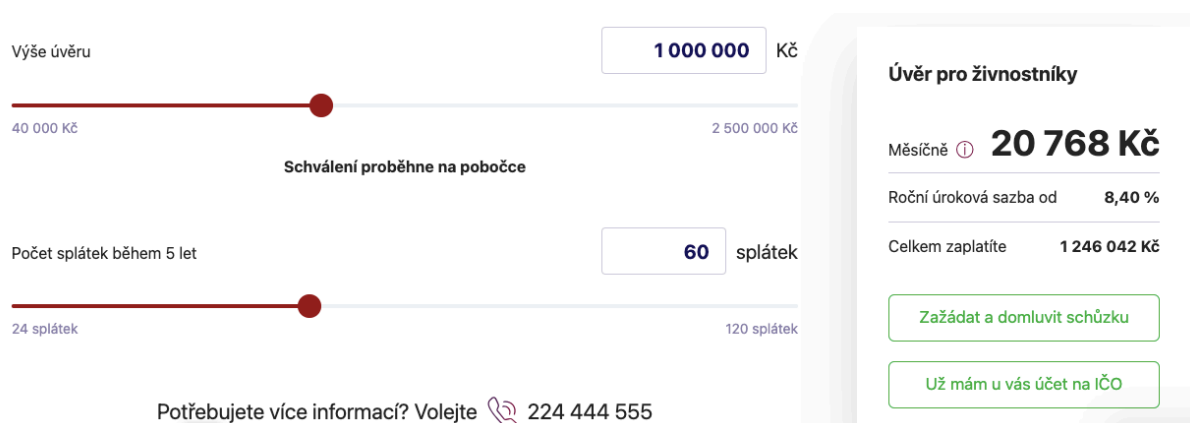 Výše úvěru
1 000 000 Kč
40 000 Kč
2 500 000 Kč
Schválení proběhne na pobočce
Počet splátek během 5 let
60 splátek
24 splátek
120 splátek
Potřebujete více informací? Volejte 224 444 555
Úvěr pro živnostníky
Měsíčně 20 768 Kč
Roční úroková sazba od 8,40 %
Celkem zaplatíte 1 246 042 Kč
Zažádat a domluvit schůzku
Už mám u vás účet na IČO